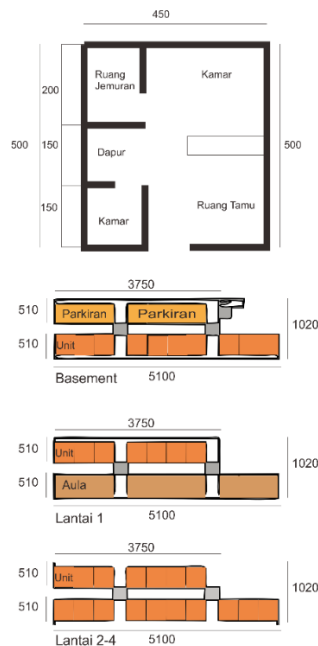 450
Ruang
Jemuran
Kamar
200
500
150
Dapur
500
150
Ruang Tamu
Kamar
3750
510
Parkiran
Parkiran
1020
510
Unit
5100
Basement
3750
510
Unit
1020
510
Aula
5100
Lantai 1
3750
510
Unit
1020
510
Lantai 2-4
5100